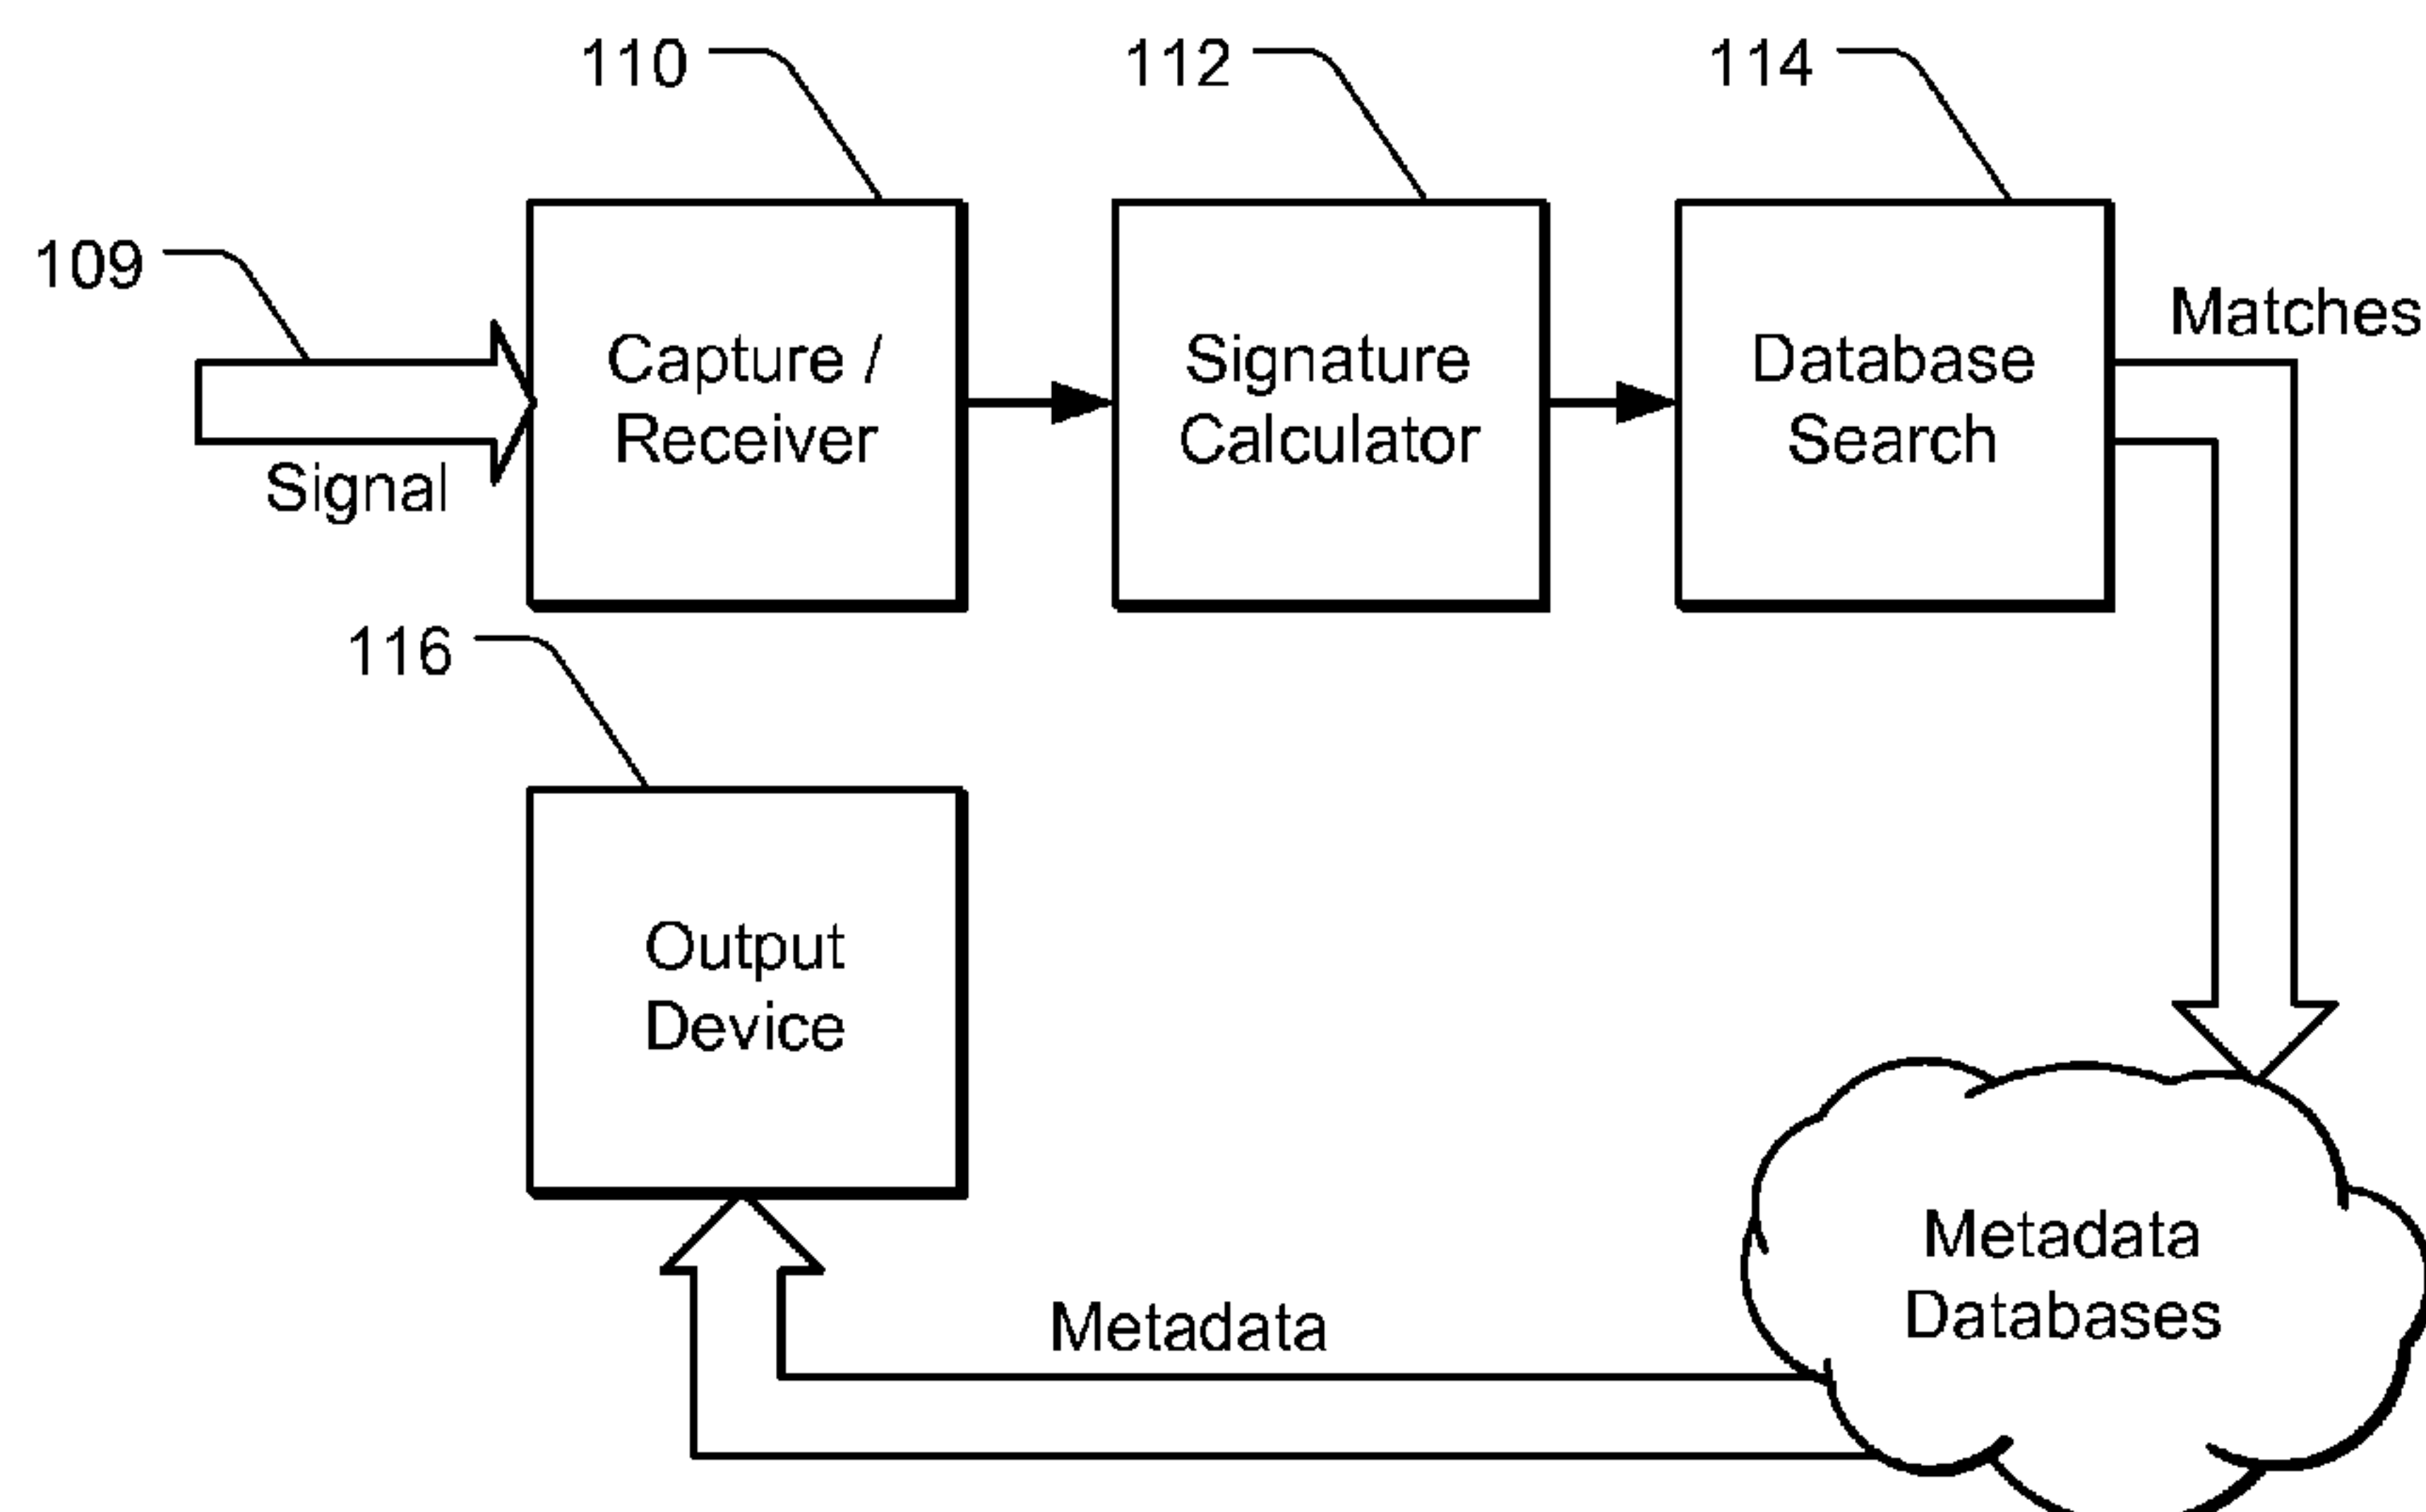 110
112
114
109
Matches
Capture /
Receiver
Signature
Calculator
Database
Search
Signal
116
Output
Device
Metadata
Databases
Metadata